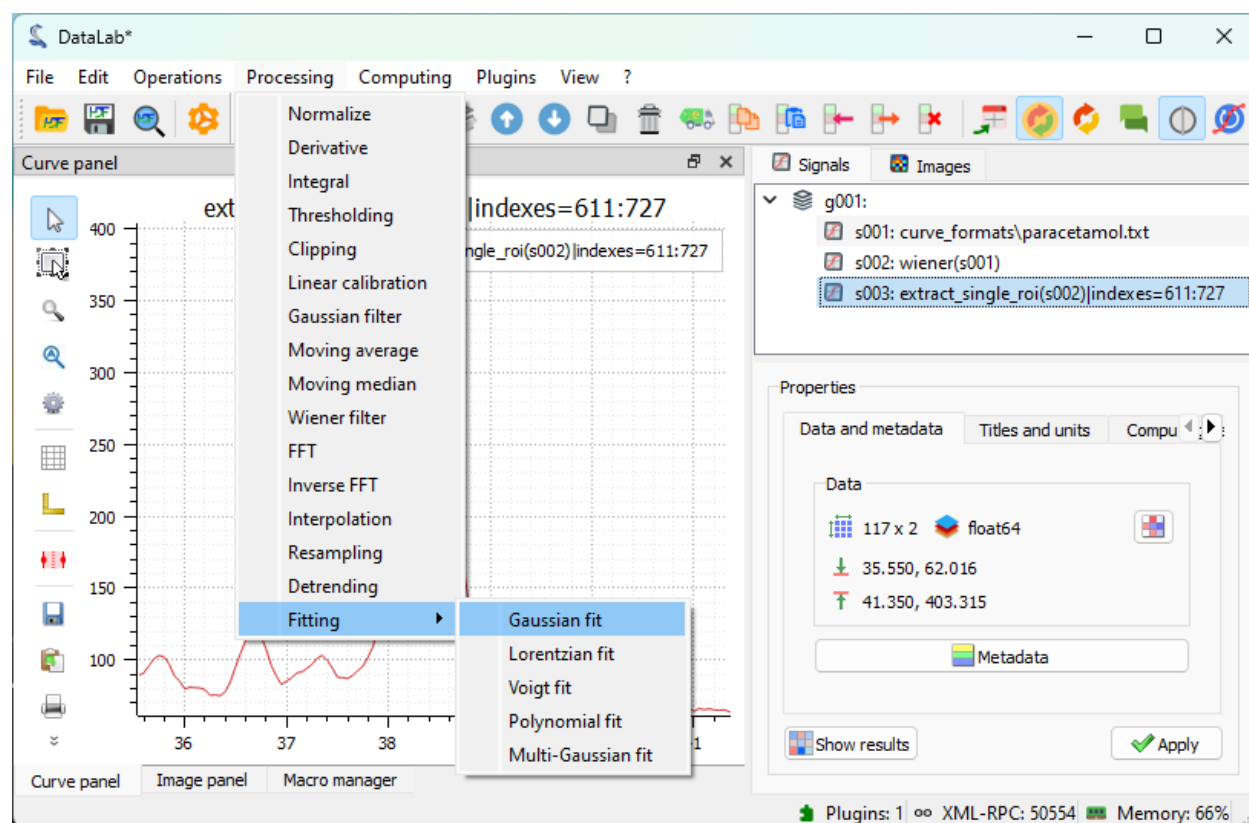 DataLab*
File Edit Operations Processing Computing Plugins View ?
Curve panel
Normalize
Derivative
Integral
Thresholding
Clipping
Linear calibration
Gaussian filter
Moving average
Moving median
Wiener filter
FFT
Inverse FFT
Interpolation
Resampling
Detrending
Fitting
Gaussian fit
Lorentzian fit
Voigt fit
Polynomial fit
Multi-Gaussian fit
ext
|indexes=611:727
ngle_roi(s002)|indexes=611:727
400
350
300
250
200
150
100
36 37 38
1
Curve panel Image panel Macro manager
Signals Images
g001:
s001: curve_formats\paracetamol.txt
s002: wiener(s001)
s003: extract_single_roi(s002)|indexes=611:727
Properties
Data and metadata Titles and units Compu
Data
117 x 2 float64
35.550, 62.016
41.350, 403.315
Metadata
Show results Apply
Plugins: 1 XML-RPC: 50554 Memory: 66%